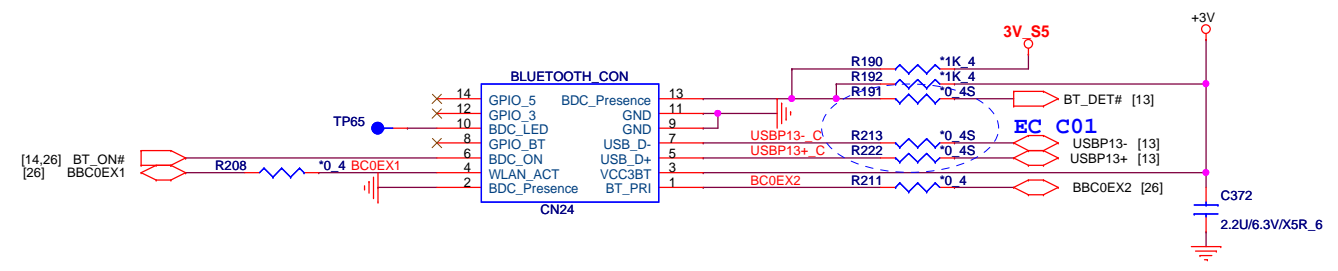 +3V
3V_S5
R190 *1K_4
R192 *1K_4
R191 *0_4S
BT_DET# [13]
BLUETOOTH_CON
14 GPIO_5 BDC_Presence 13
12 GPIO_3 GND 11
10 BDC_LED GND 9
8 GPIO_BT USB_D- 7
6 BDC_ON USB_D+ 5
4 WLAN_ACT VCC3BT 3
2 BDC_Presence BT_PRI 1
CN24
TP65
[14,26] BT_ON#
[26] BBC0EX1
R208 *0_4 BC0EX1
EC C01
USBP13-_C R213 *0_4S USBP13- [13]
USBP13+_C R222 *0_4S USBP13+ [13]
BC0EX2 R211 *0_4 BBC0EX2 [26]
C372
2.2U/6.3V/X5R_6